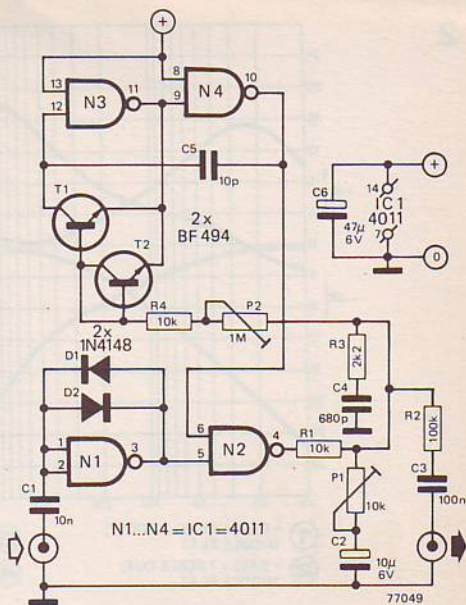 2
+
8
10
13
N3
11
N4
12
9
C5
10p
T1
2x
BF 494
T2
R4
10k
P2
1M
2x
1N4148
D1
D2
1
2
N1
3
C1
10n
6
5
N2
4
R1
10k
R3
2k2
C4
680p
P1
10k
R2
100k
C3
100n
C2
10µ
6V
N1...N4 = IC1 = 4011
C6
47µ
6V
14
IC1
4011
7
+
0
77049